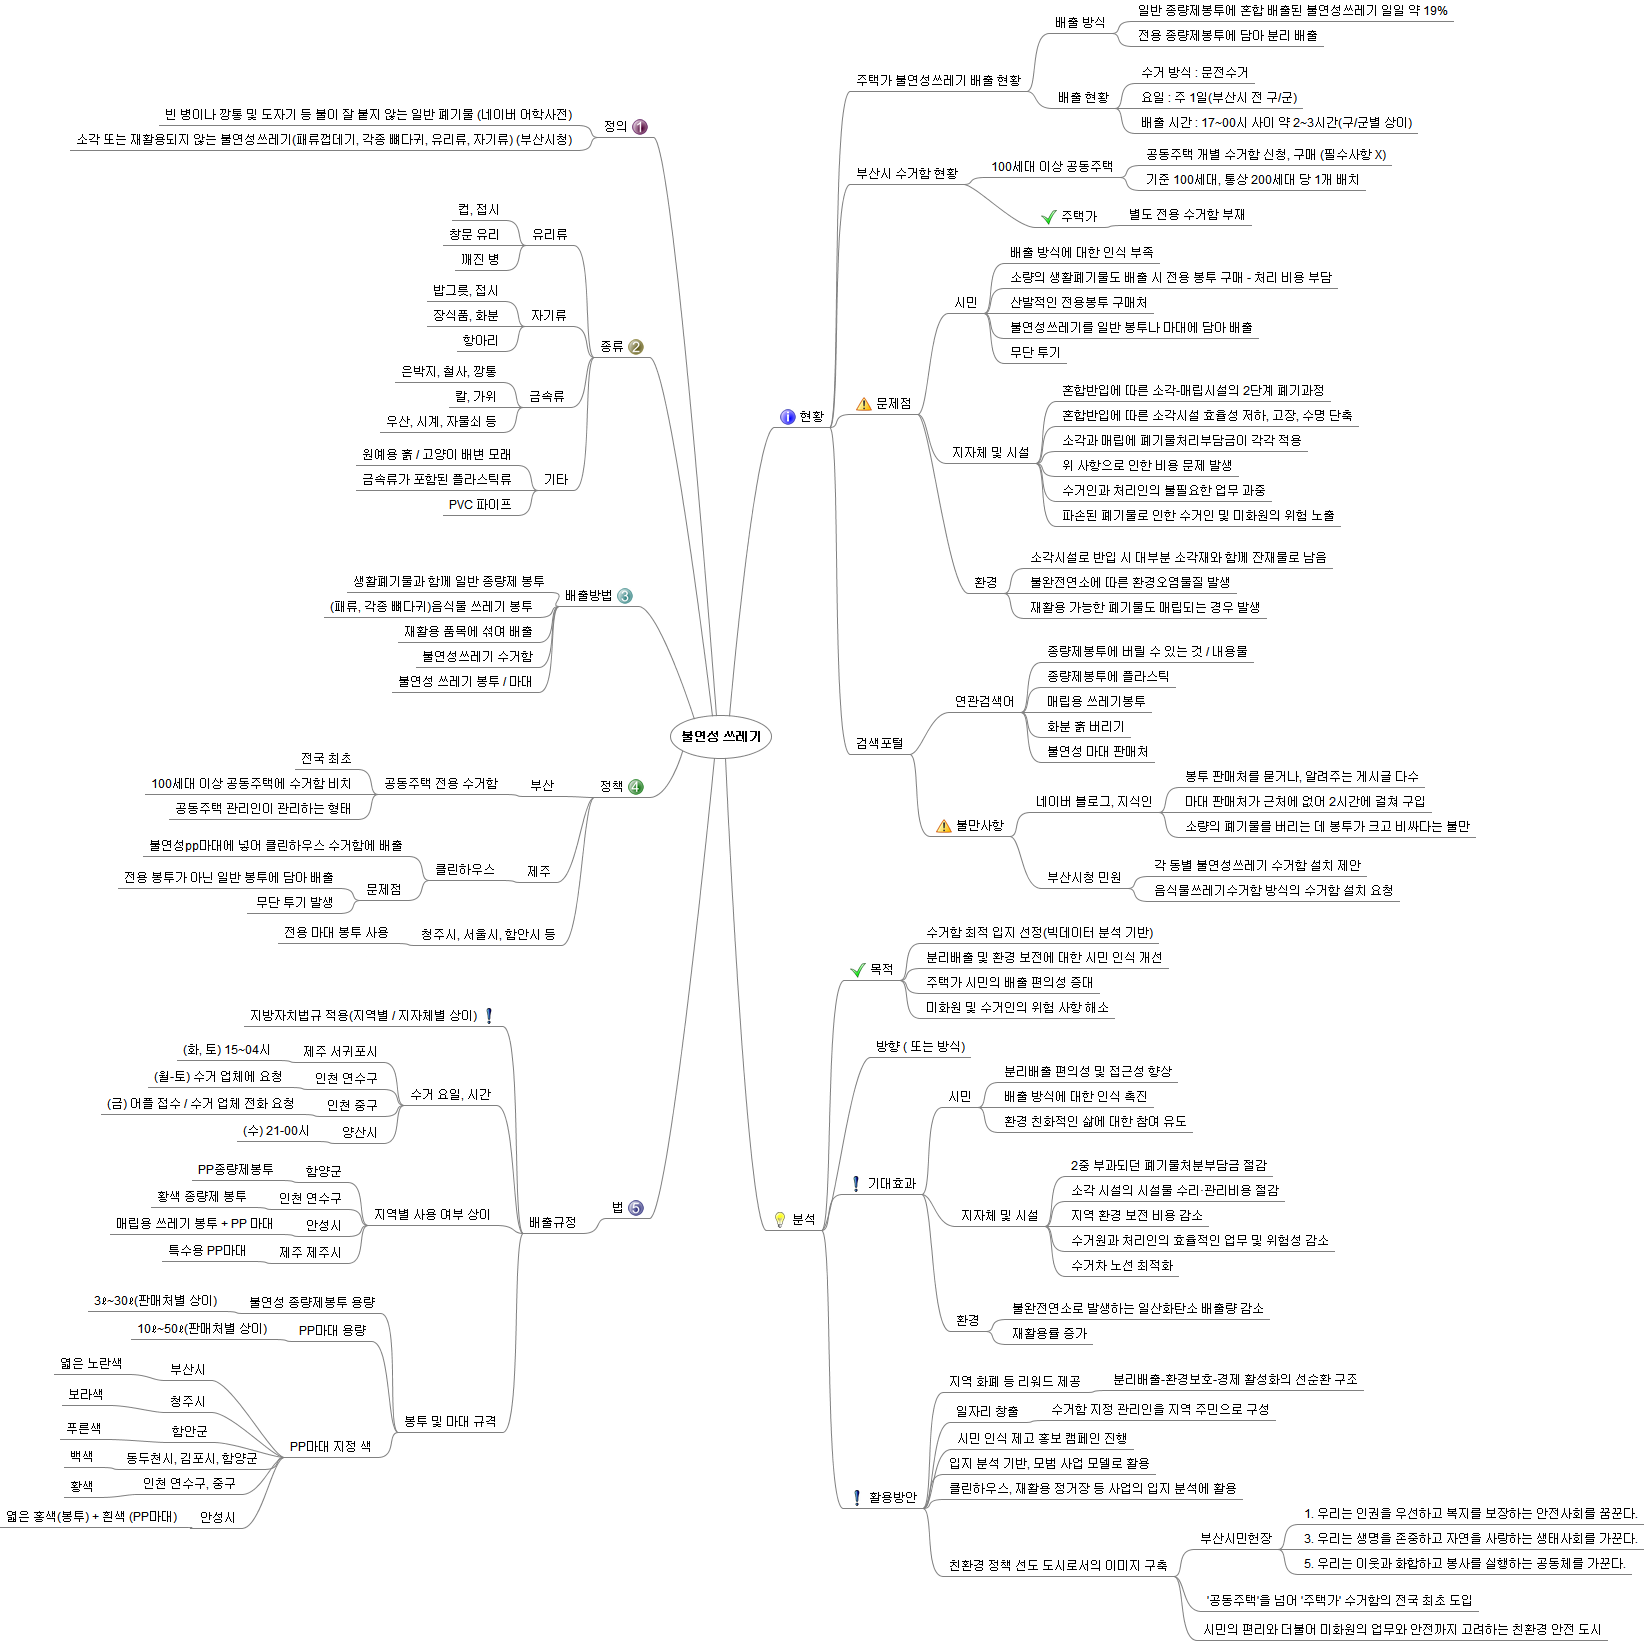 불연성 쓰레기
정의 1
빈 병이나 깡통 및 도자기 등 불이 잘 붙지 않는 일반 폐기물 (네이버 어학사전)
소각 또는 재활용되지 않는 불연성쓰레기(패류껍데기, 각종 뼈다귀, 유리류, 자기류) (부산시청)
종류 2
유리류
컵, 접시
창문 유리
깨진 병
자기류
밥그릇, 접시
장식품, 화분
항아리
금속류
은박지, 철사, 깡통
칼, 가위
우산, 시계, 자물쇠 등
기타
원예용 흙 / 고양이 배변 모래
금속류가 포함된 플라스틱류
PVC 파이프
배출방법 3
생활폐기물과 함께 일반 종량제 봉투
(패류, 각종 뼈다귀)음식물 쓰레기 봉투
재활용 품목에 섞여 배출
불연성쓰레기 수거함
불연성 쓰레기 봉투 / 마대
정책 4
부산
공동주택 전용 수거함
전국 최초
100세대 이상 공동주택에 수거함 비치
공동주택 관리인이 관리하는 형태
제주
클린하우스
불연성pp마대에 넣어 클린하우스 수거함에 배출
문제점
전용 봉투가 아닌 일반 봉투에 담아 배출
무단 투기 발생
청주시, 서울시, 함안시 등
전용 마대 봉투 사용
법 5
배출규정
지방자치법규 적용(지역별 / 지자체별 상이)
수거 요일, 시간
제주 서귀포시
(화, 토) 15~04시
인천 연수구
(월-토) 수거 업체에 요청
인천 중구
(금) 어플 접수 / 수거 업체 전화 요청
양산시
(수) 21-00시
지역별 사용 여부 상이
함양군
PP종량제봉투
인천 연수구
황색 종량제 봉투
안성시
매립용 쓰레기 봉투 + PP 마대
제주 제주시
특수용 PP마대
봉투 및 마대 규격
불연성 종량제봉투 용량
3ℓ~30ℓ(판매처별 상이)
PP마대 용량
10ℓ~50ℓ(판매처별 상이)
PP마대 지정 색
부산시
엷은 노란색
청주시
보라색
함안군
푸른색
동두천시, 김포시, 함양군
백색
인천 연수구, 중구
황색
안성시
엷은 홍색(봉투) + 흰색 (PP마대)
현황
주택가 불연성쓰레기 배출 현황
배출 방식
일반 종량제봉투에 혼합 배출된 불연성쓰레기 일일 약 19%
전용 종량제봉투에 담아 분리 배출
배출 현황
수거 방식 : 문전수거
요일 : 주 1일(부산시 전 구/군)
배출 시간 : 17~00시 사이 약 2~3시간(구/군별 상이)
부산시 수거함 현황
100세대 이상 공동주택
공동주택 개별 수거함 신청, 구매 (필수사항 X)
기준 100세대, 통상 200세대 당 1개 배치
주택가
별도 전용 수거함 부재
문제점
시민
배출 방식에 대한 인식 부족
소량의 생활폐기물도 배출 시 전용 봉투 구매 - 처리 비용 부담
산발적인 전용봉투 구매처
불연성쓰레기를 일반 봉투나 마대에 담아 배출
무단 투기
지자체 및 시설
혼합반입에 따른 소각-매립시설의 2단계 폐기과정
혼합반입에 따른 소각시설 효율성 저하, 고장, 수명 단축
소각과 매립에 폐기물처리부담금이 각각 적용
위 사항으로 인한 비용 문제 발생
수거인과 처리인의 불필요한 업무 과중
파손된 폐기물로 인한 수거인 및 미화원의 위험 노출
환경
소각시설로 반입 시 대부분 소각재와 함께 잔재물로 남음
불완전연소에 따른 환경오염물질 발생
재활용 가능한 폐기물도 매립되는 경우 발생
검색포털
연관검색어
종량제봉투에 버릴 수 있는 것 / 내용물
종량제봉투에 플라스틱
매립용 쓰레기봉투
화분 흙 버리기
불연성 마대 판매처
불만사항
네이버 블로그, 지식인
봉투 판매처를 묻거나, 알려주는 게시글 다수
마대 판매처가 근처에 없어 2시간에 걸쳐 구입
소량의 폐기물를 버리는 데 봉투가 크고 비싸다는 불만
부산시청 민원
각 동별 불연성쓰레기 수거함 설치 제안
음식물쓰레기수거함 방식의 수거함 설치 요청
분석
목적
수거함 최적 입지 선정(빅데이터 분석 기반)
분리배출 및 환경 보전에 대한 시민 인식 개선
주택가 시민의 배출 편의성 증대
미화원 및 수거인의 위험 사항 해소
방향 ( 또는 방식)
기대효과
시민
분리배출 편의성 및 접근성 향상
배출 방식에 대한 인식 촉진
환경 친화적인 삶에 대한 참여 유도
지자체 및 시설
2중 부과되던 폐기물처분부담금 절감
소각 시설의 시설물 수리·관리비용 절감
지역 환경 보전 비용 감소
수거원과 처리인의 효율적인 업무 및 위험성 감소
수거차 노선 최적화
환경
불완전연소로 발생하는 일산화탄소 배출량 감소
재활용률 증가
활용방안
지역 화폐 등 리워드 제공
분리배출-환경보호-경제 활성화의 선순환 구조
일자리 창출
수거함 지정 관리인을 지역 주민으로 구성
시민 인식 제고 홍보 캠페인 진행
입지 분석 기반, 모범 사업 모델로 활용
클린하우스, 재활용 정거장 등 사업의 입지 분석에 활용
친환경 정책 선도 도시로서의 이미지 구축
부산시민헌장
1. 우리는 인권을 우선하고 복지를 보장하는 안전사회를 꿈꾼다.
3. 우리는 생명을 존중하고 자연을 사랑하는 생태사회를 가꾼다.
5. 우리는 이웃과 화합하고 봉사를 실행하는 공동체를 가꾼다.
'공동주택'을 넘어 '주택가' 수거함의 전국 최초 도입
시민의 편리와 더불어 미화원의 업무와 안전까지 고려하는 친환경 안전 도시